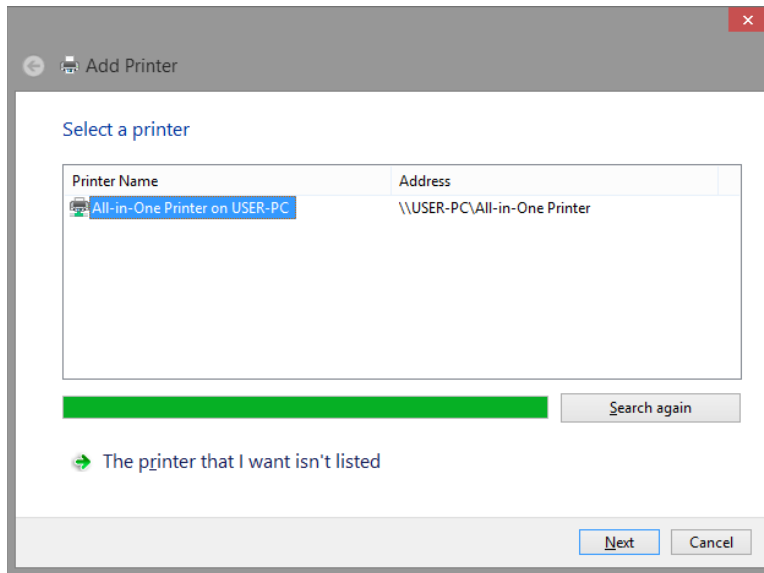 Add Printer
Select a printer
Printer Name Address
All-in-One Printer on USER-PC \\USER-PC\All-in-One Printer
Search again
The printer that I want isn't listed
Next Cancel